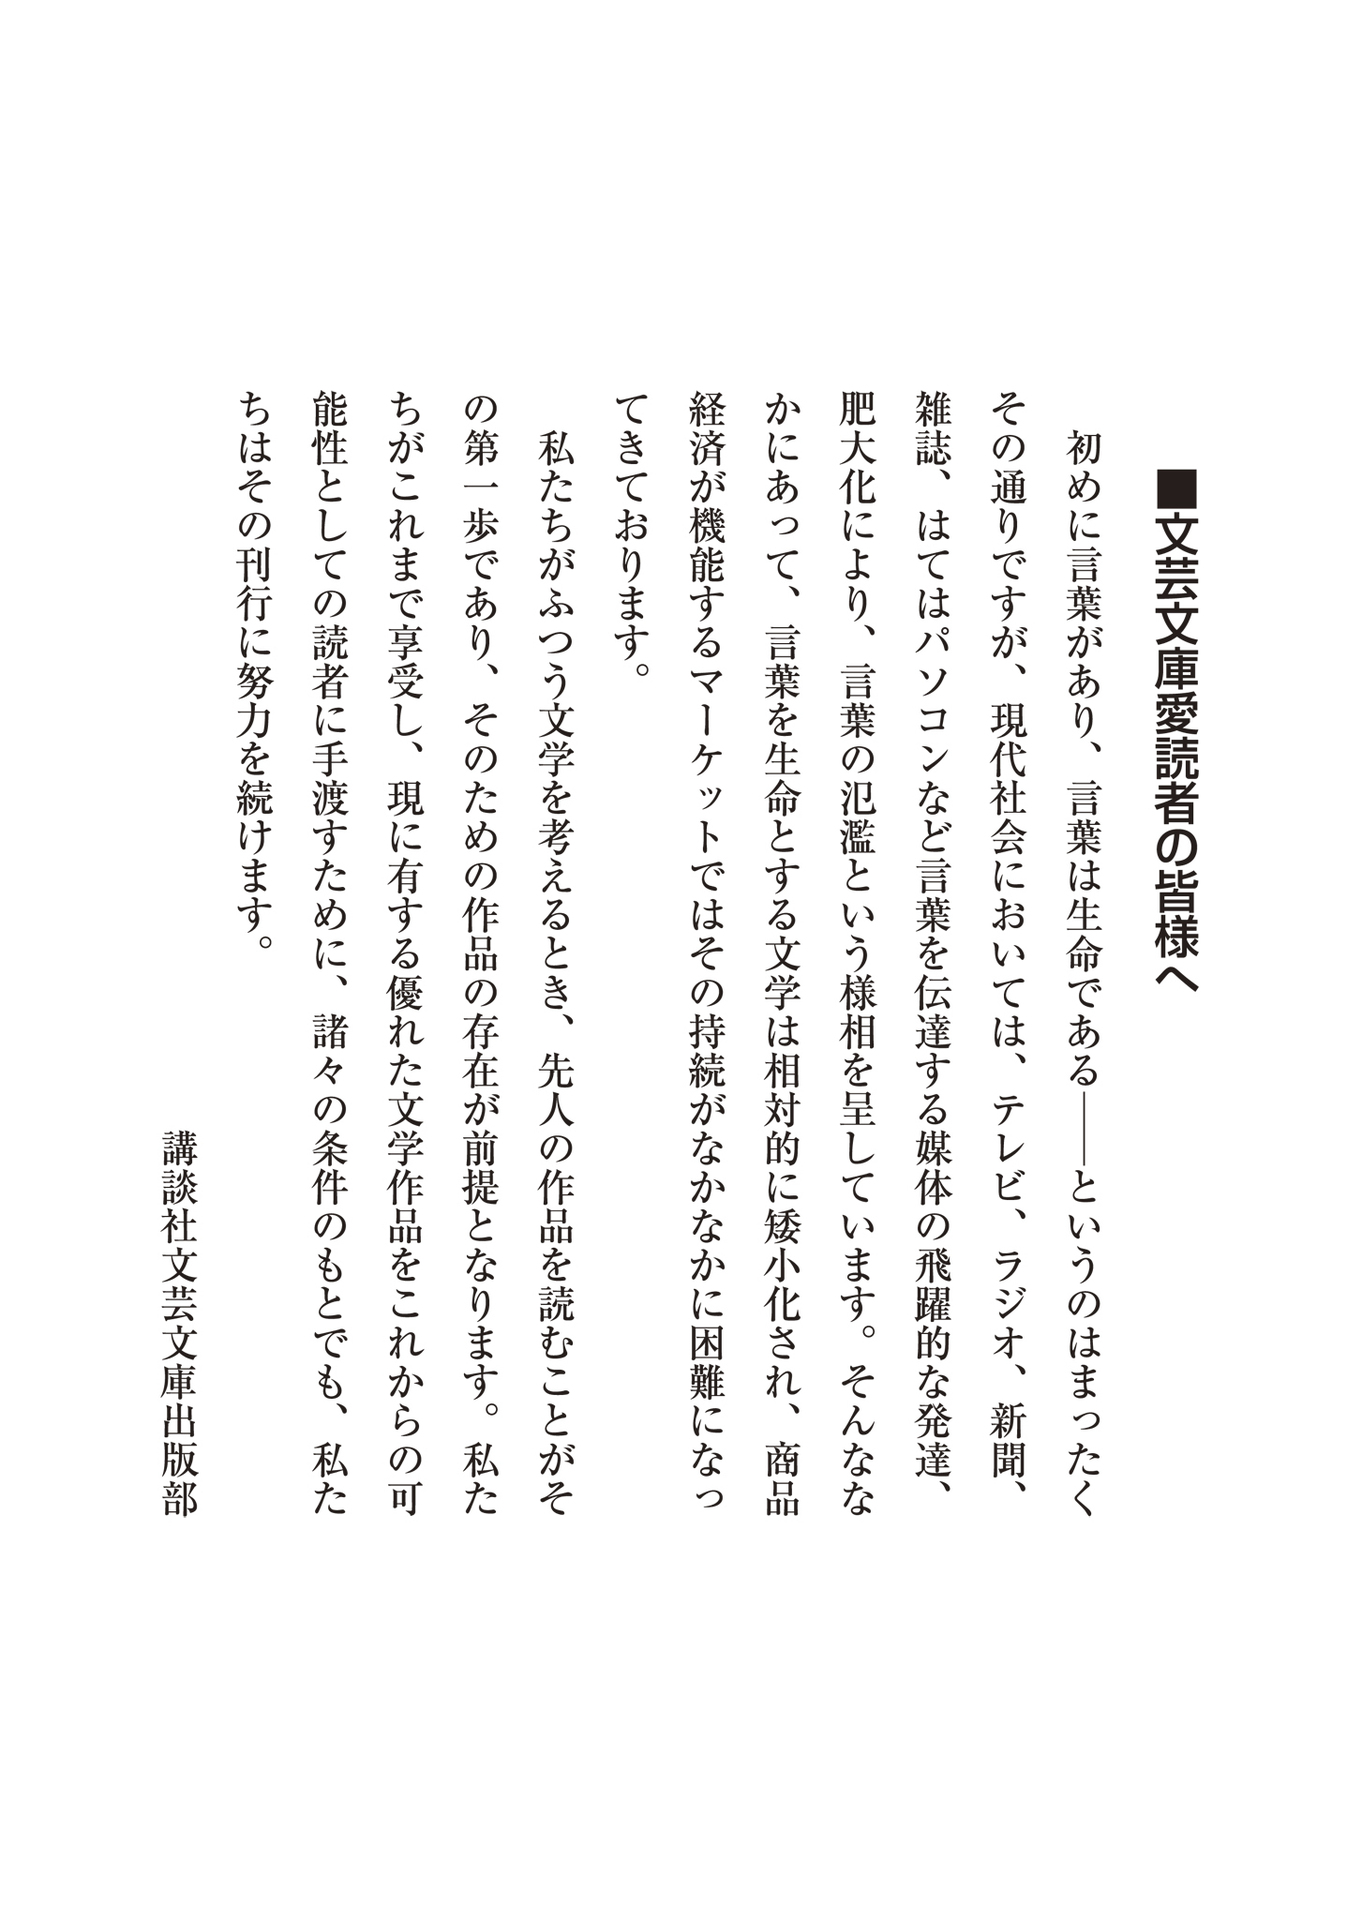 ■文芸文庫愛読者の皆様へ
　初めに言葉があり、言葉は生命である――というのはまったく
その通りですが、現代社会においては、テレビ、ラジオ、新聞、
雑誌、はてはパソコンなど言葉を伝達する媒体の飛躍的な発達、
肥大化により、言葉の氾濫という様相を呈しています。そんなな
かにあって、言葉を生命とする文学は相対的に矮小化され、商品
経済が機能するマーケットではその持続がなかなかに困難になっ
てきております。
　私たちがふつう文学を考えるとき、先人の作品を読むことがそ
の第一歩であり、そのための作品の存在が前提となります。私た
ちがこれまで享受し、現に有する優れた文学作品をこれからの可
能性としての読者に手渡すために、諸々の条件のもとでも、私た
ちはその刊行に努力を続けます。
講談社文芸文庫出版部